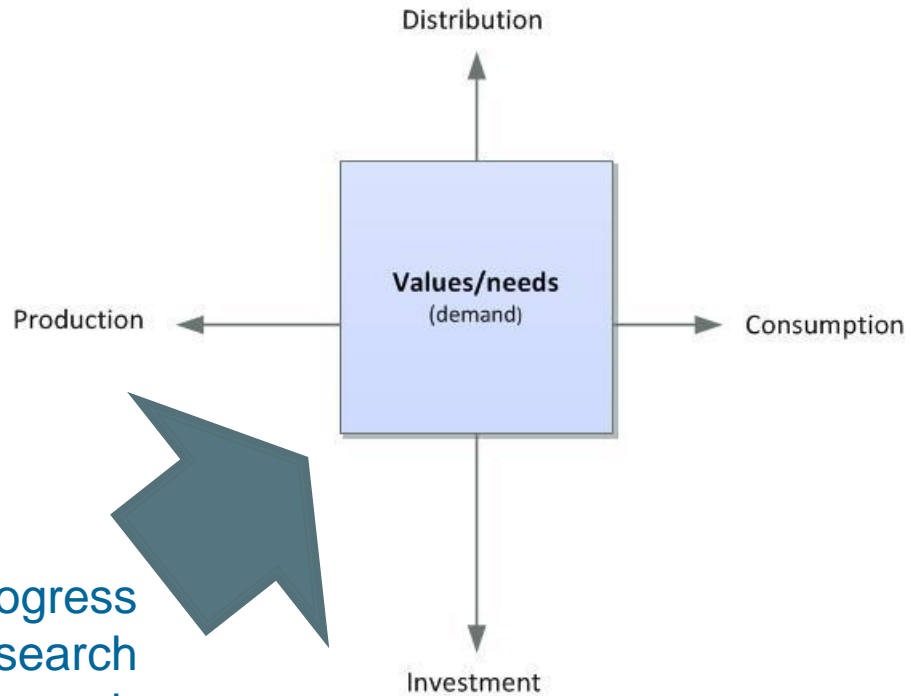 Distribution
Values/needs
(demand)
Production
Consumption
Investment